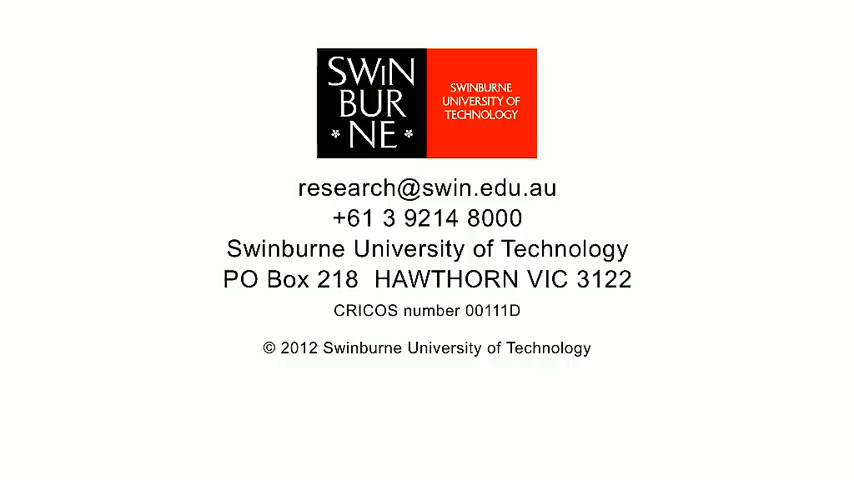 SWIN
BUR
NE
SWINBURNE
UNIVERSITY OF
TECHNOLOGY
research@swin.edu.au
+61 3 9214 8000
Swinburne University of Technology
PO Box 218  HAWTHORN VIC 3122
CRICOS number 00111D
© 2012 Swinburne University of Technology